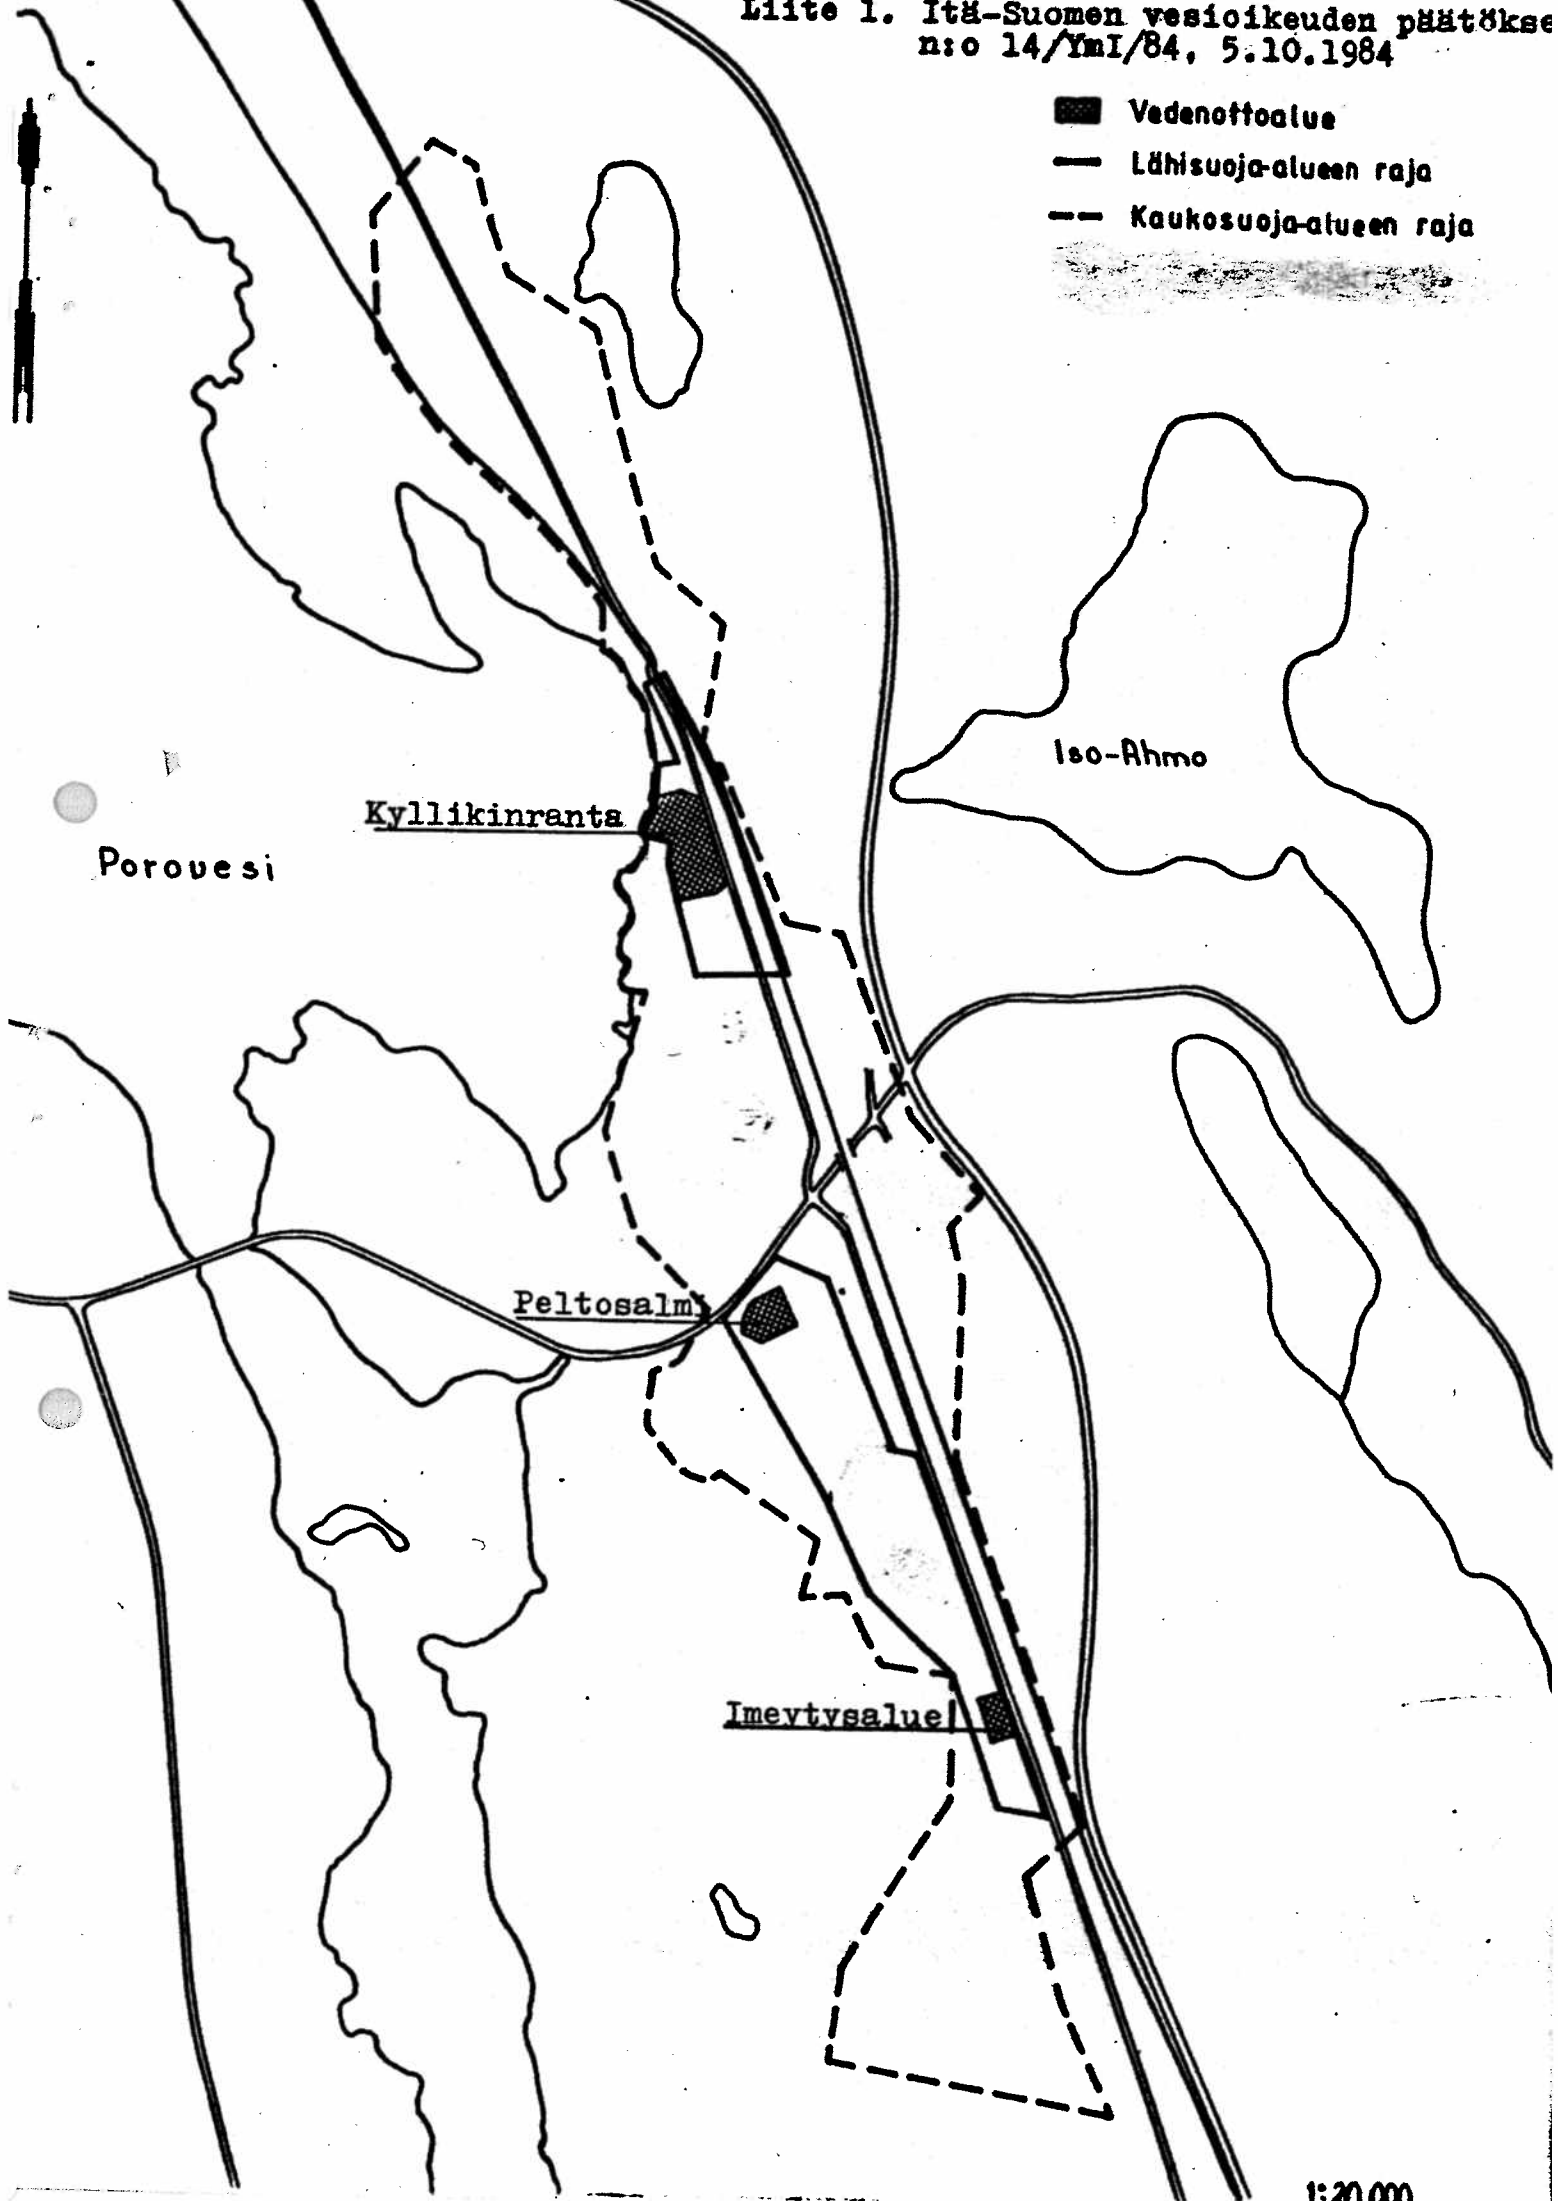 Liite 1. Itä-Suomen vesioikeuden päätökse
n:o 14/YmI/84, 5.10.1984
Vedenottoalue
Lähisuoja-alueen raja
Kaukosuoja-alueen raja
Iso-Ahmo
Kyllikinranta
Porovesi
Peltosalmi
Imeytysalue
1:20 000